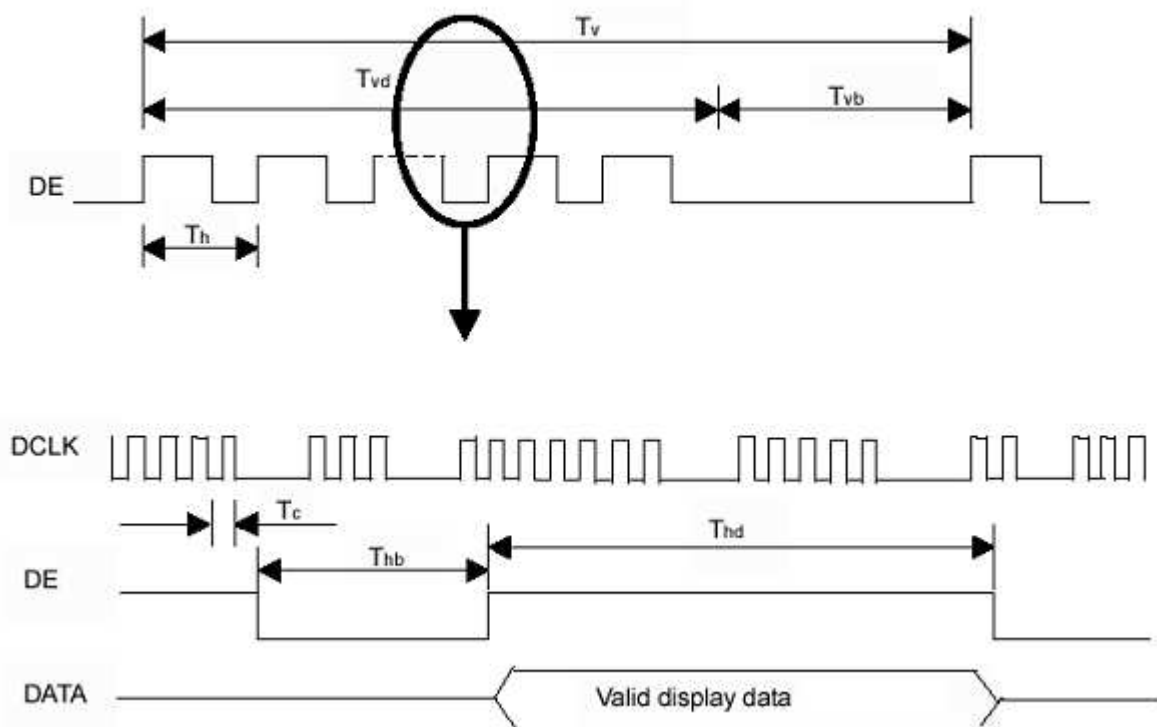 Tv
Tvd
Tvb
DE
Th
DCLK
Tc
Thd
Thb
DE
DATA
Valid display data